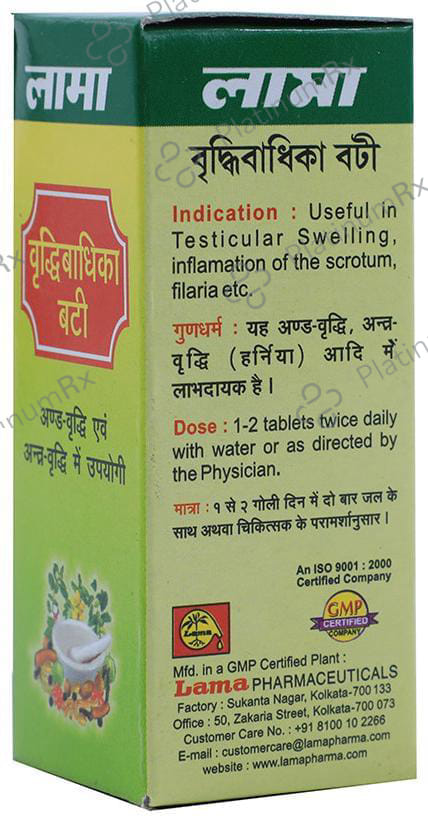 लामा
वृद्धिबाधिका
वटी
अण्ड-वृद्धि एवं
अन्त्र-वृद्धि में उपयोगी
लामा
वृद्धिबाधिका वटी
Indication : Useful in
Testicular Swelling,
inflamation of the scrotum,
filaria etc.
गुणधर्म : यह अण्ड-वृद्धि, अन्त्र-
वृद्धि (हर्निया) आदि में
लाभदायक है।
Dose : 1-2 tablets twice daily
with water or as directed by
the Physician.
मात्रा : १ से २ गोली दिन में दो बार जल के
साथ अथवा चिकित्सक के परामर्शानुसार।
An ISO 9001 : 2000
Certified Company
Lama
GMP
CERTIFIED
COMPANY
Mfd. in a GMP Certified Plant :
Lama PHARMACEUTICALS
Factory : Sukanta Nagar, Kolkata-700 133
Office : 50, Zakaria Street, Kolkata-700 073
Customer Care No. : +91 8100 10 2266
E-mail : customercare@lamapharma.com
website : www.lamapharma.com
PlatinumRx